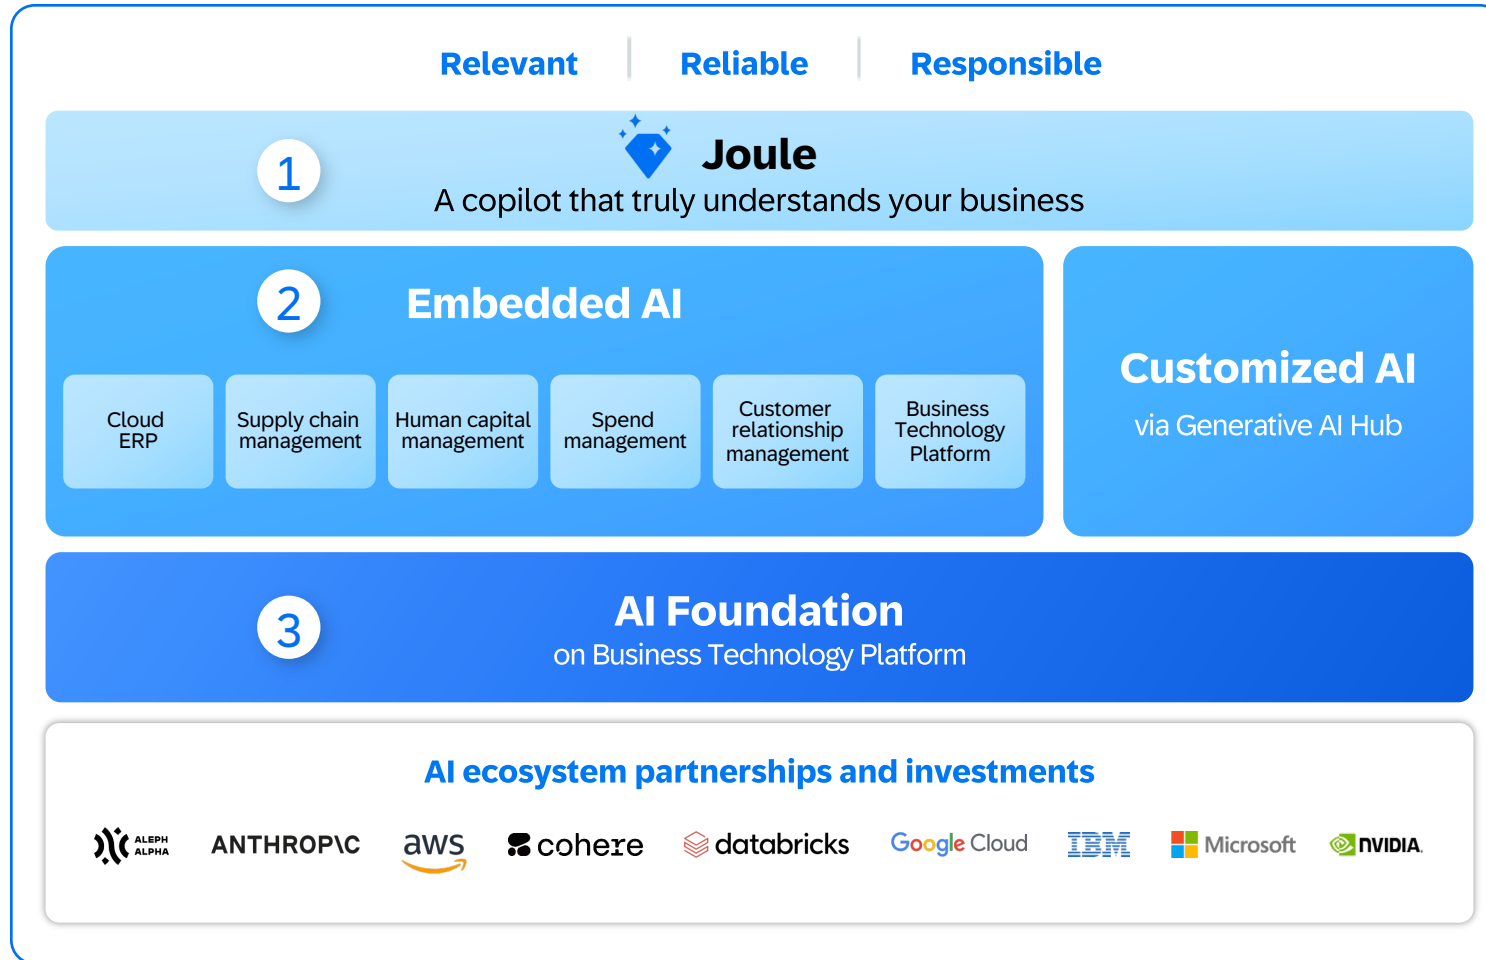 Relevant
Reliable
Responsible
1
Joule
A copilot that truly understands your business
2
Embedded AI
Cloud
ERP
Supply chain
management
Human capital
management
Spend
management
Customer
relationship
management
Business
Technology
Platform
Customized AI
via Generative AI Hub
3
AI Foundation
on Business Technology Platform
AI ecosystem partnerships and investments
ALEPH
ALPHA
ANTHROP\C
aws
cohere
databricks
Google Cloud
IBM
Microsoft
NVIDIA.